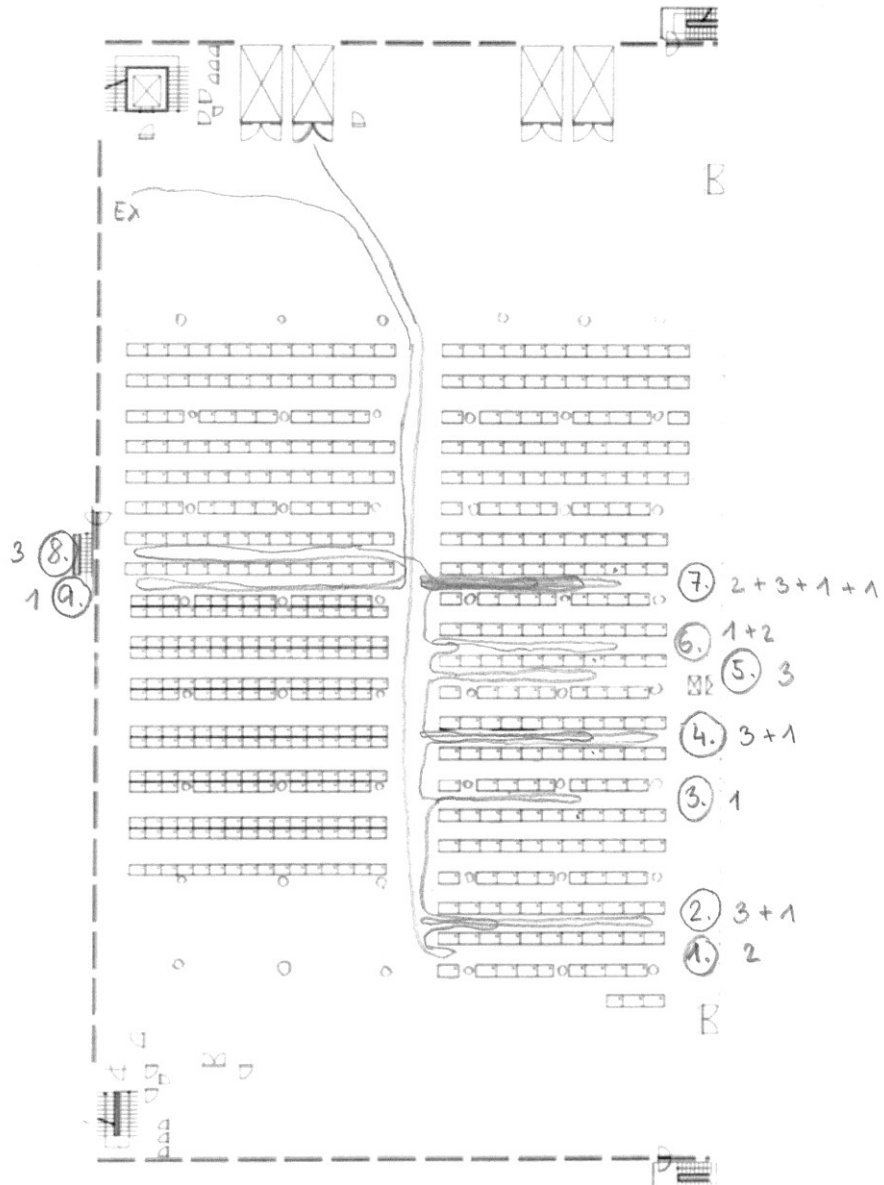 EX
3 8.
1 9.
7. 2 + 3 + 1 + 1
6. 1 + 2
5. 3
4. 3 + 1
3. 1
2. 3 + 1
1. 2